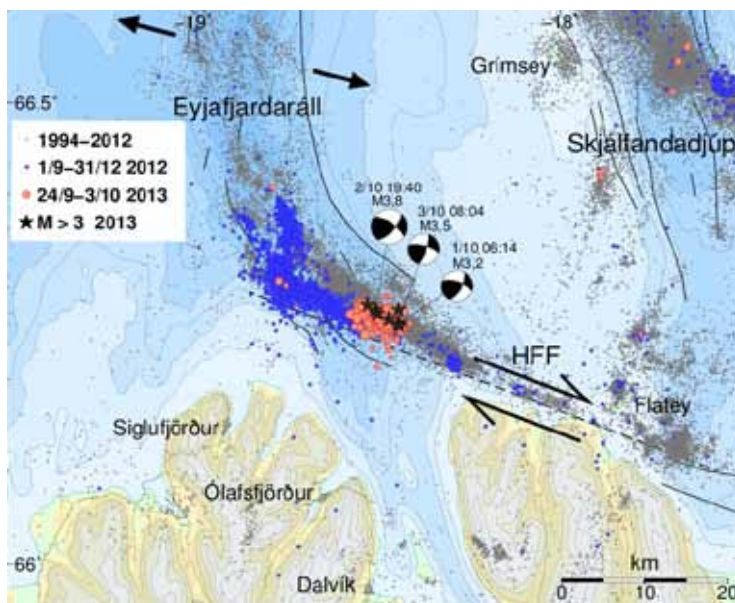 -19˚
-18
Grímsey
66.5˚
Eyjafjardaráll
1994-2012
1/9-31/12 2012
24/9-3/10 2013
M > 3 2013
Skjálfandadjúp
2/10 19:40
M3,8
3/10 08:04
M3,5
1/10 06:14
M3,2
HFF
Flatey
Siglufjörður
Ólafsfjörður
66˚
Dalvík
km
0 10 20